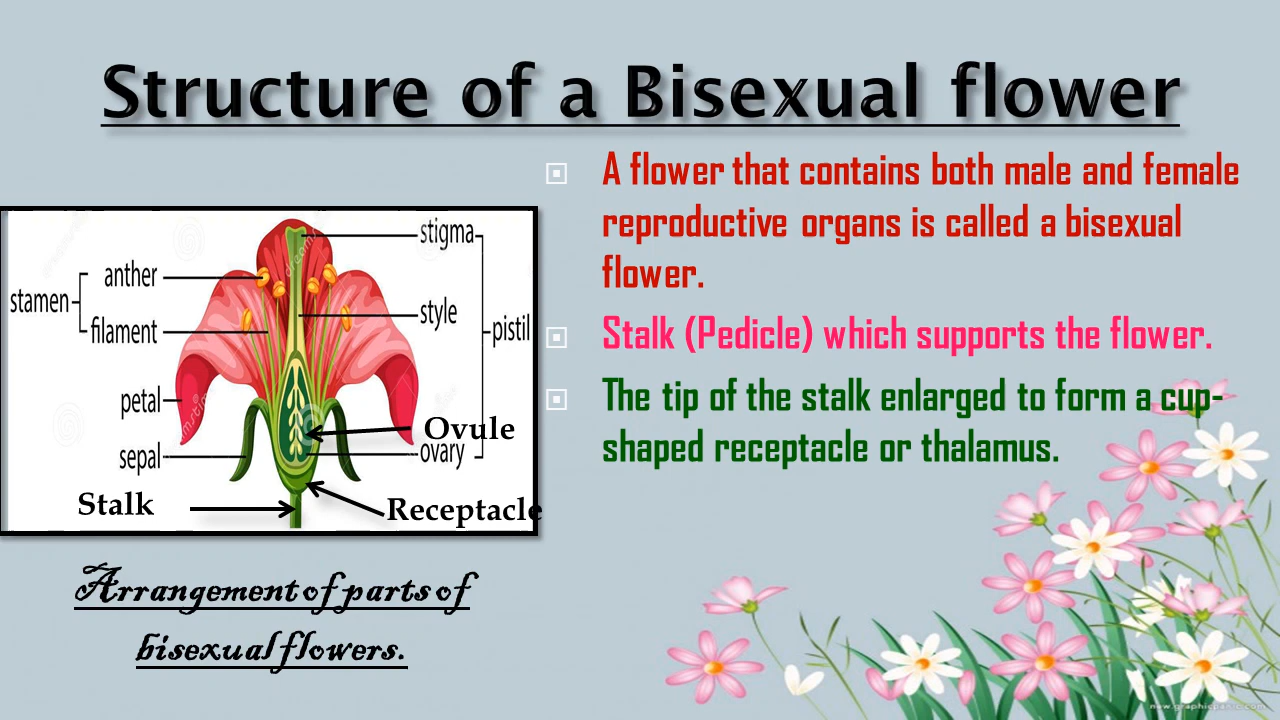 Structure of a Bisexual flower
A flower that contains both male and female
reproductive organs is called a bisexual
flower.
Stalk (Pedicle) which supports the flower.
The tip of the stalk enlarged to form a cup-
shaped receptacle or thalamus.
stigma
anther
stamen
style
filament
pistil
petal
Ovule
sepal
ovary
Stalk
Receptacle
Arrangement of parts of
bisexual flowers.